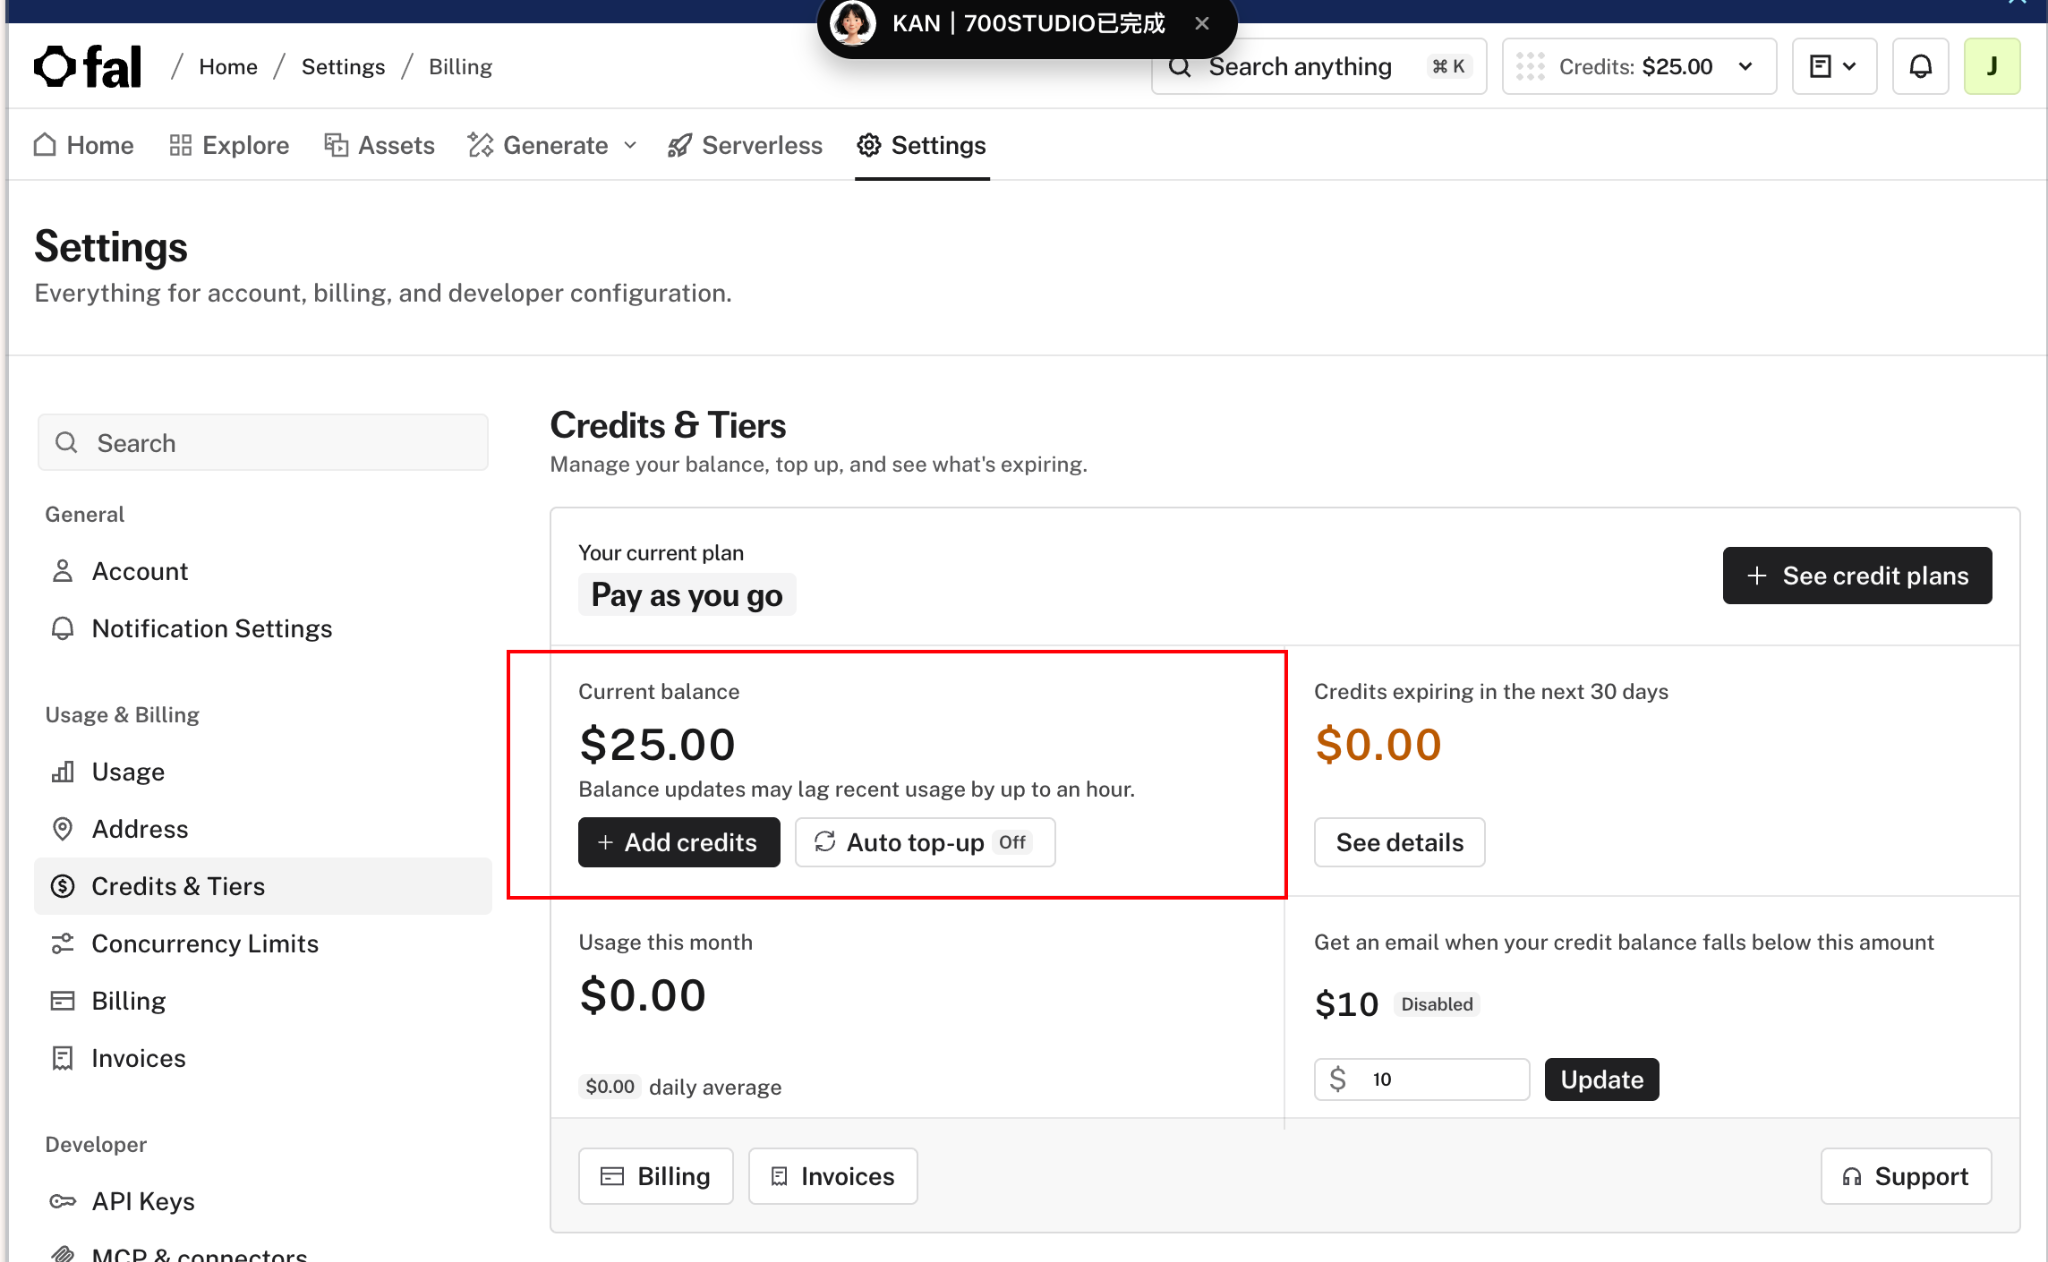 KAN | 700STUDIO已完成
fal / Home / Settings / Billing
Search anything ⌘ K
Credits: $25.00
J
Home
Explore
Assets
Generate
Serverless
Settings
Settings
Everything for account, billing, and developer configuration.
Search
General
Account
Notification Settings
Usage & Billing
Usage
Address
Credits & Tiers
Concurrency Limits
Billing
Invoices
Developer
API Keys
MCP & connectors
Credits & Tiers
Manage your balance, top up, and see what's expiring.
Your current plan
Pay as you go
+ See credit plans
Current balance
$25.00
Balance updates may lag recent usage by up to an hour.
+ Add credits
Auto top-up Off
Credits expiring in the next 30 days
$0.00
See details
Usage this month
$0.00
$0.00 daily average
Get an email when your credit balance falls below this amount
$10 Disabled
$ 10
Update
Billing
Invoices
Support